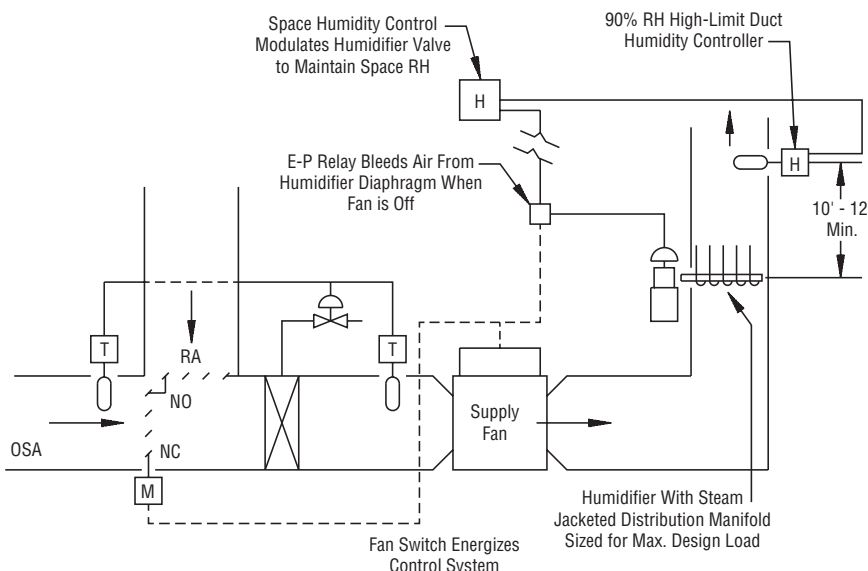 Space Humidity Control
Modulates Humidifier Valve
to Maintain Space RH
90% RH High-Limit Duct
Humidity Controller
H
H
E-P Relay Bleeds Air From
Humidifier Diaphragm When
Fan is Off
10' - 12
Min.
T
RA
T
NO
OSA
NC
Supply
Fan
M
Humidifier With Steam
Jacketed Distribution Manifold
Sized for Max. Design Load
Fan Switch Energizes
Control System